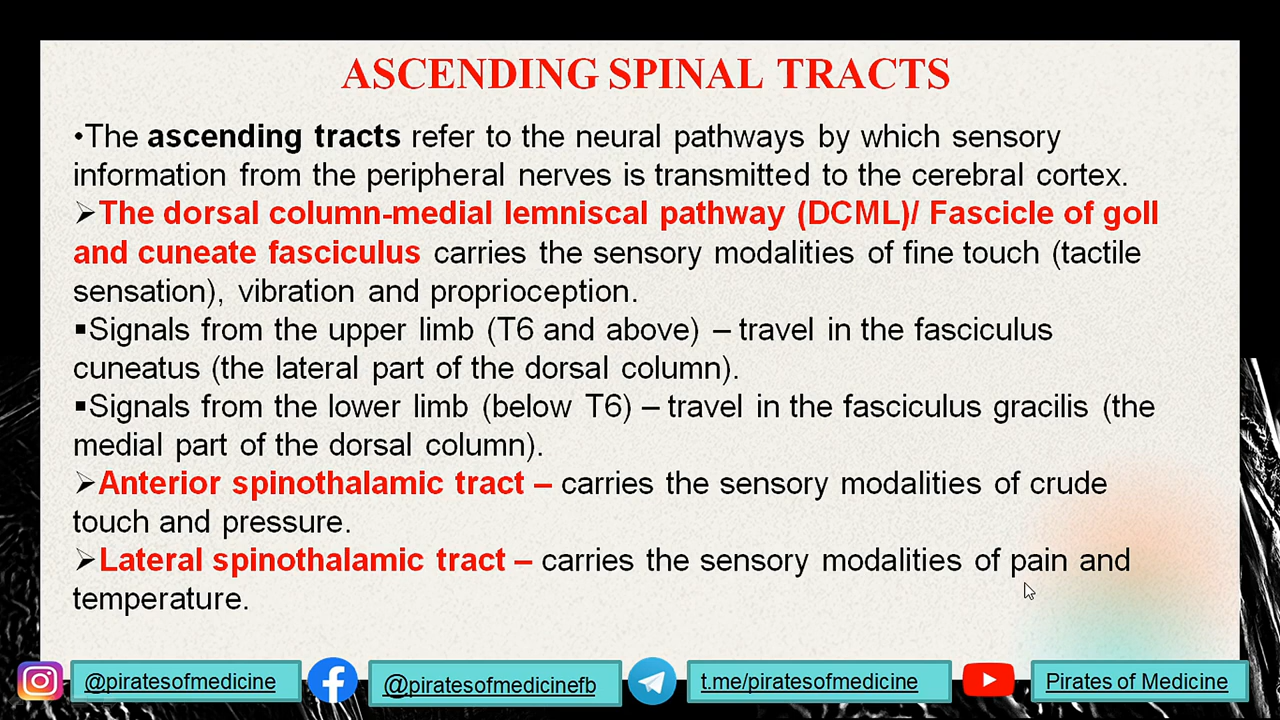 ASCENDING SPINAL TRACTS
•The ascending tracts refer to the neural pathways by which sensory
information from the peripheral nerves is transmitted to the cerebral cortex.
➢The dorsal column-medial lemniscal pathway (DCML)/ Fascicle of goll
and cuneate fasciculus carries the sensory modalities of fine touch (tactile
sensation), vibration and proprioception.
▪Signals from the upper limb (T6 and above) – travel in the fasciculus
cuneatus (the lateral part of the dorsal column).
▪Signals from the lower limb (below T6) – travel in the fasciculus gracilis (the
medial part of the dorsal column).
➢Anterior spinothalamic tract – carries the sensory modalities of crude
touch and pressure.
➢Lateral spinothalamic tract – carries the sensory modalities of pain and
temperature.
@piratesofmedicine
@piratesofmedicinefb
t.me/piratesofmedicine
Pirates of Medicine